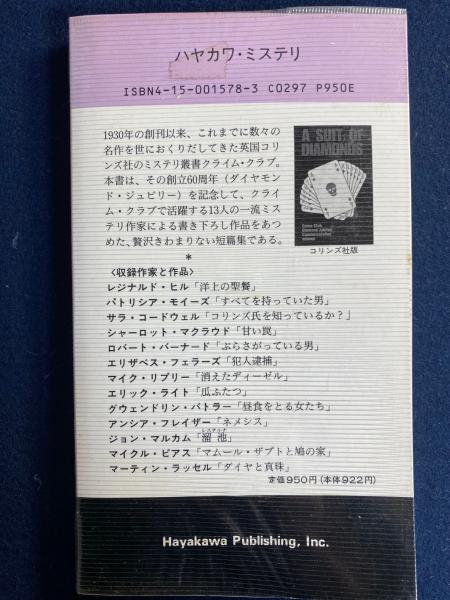 ハヤカワ・ミステリ
ISBN4-15-001578-3 C0297 P950E
1930年の創刊以来、これまでに数々の
名作を世におくりだしてきた英国コリ
ンズ社のミステリ叢書クライム・クラブ。
本書は、その創立60周年（ダイヤモン
ド・ジュビリー）を記念して、クライ
ム・クラブで活躍する13人の一流ミス
テリ作家による書き下ろし作品をあつ
めた、贅沢きわまりない短篇集である。
A SUIT OF
DIAMONDS
Crime Club
Diamond Jubilee
Commemorative
volume
コリンズ社版
*
〈収録作家と作品〉
レジナルド・ヒル「洋上の聖餐」
パトリシア・モイーズ「すべてを持っていた男」
サラ・コードウェル「コリンズ氏を知っているか？」
シャーロット・マクラウド「甘い罠」
ロバート・バーナード「ぶらさがっている男」
エリザベス・フェラーズ「犯人逮捕」
マイク・リプリー「消えたディーゼル」
エリック・ライト「瓜ふたつ」
グウェンドリン・バトラー「昼食をとる女たち」
アンシア・フレイザー「ネメシス」
ジョン・マルカム「溜池」
マイクル・ピアス「マムール・ザプトと鳩の家」
マーティン・ラッセル「ダイヤと真珠」
定価950円（本体922円）
Hayakawa Publishing, Inc.